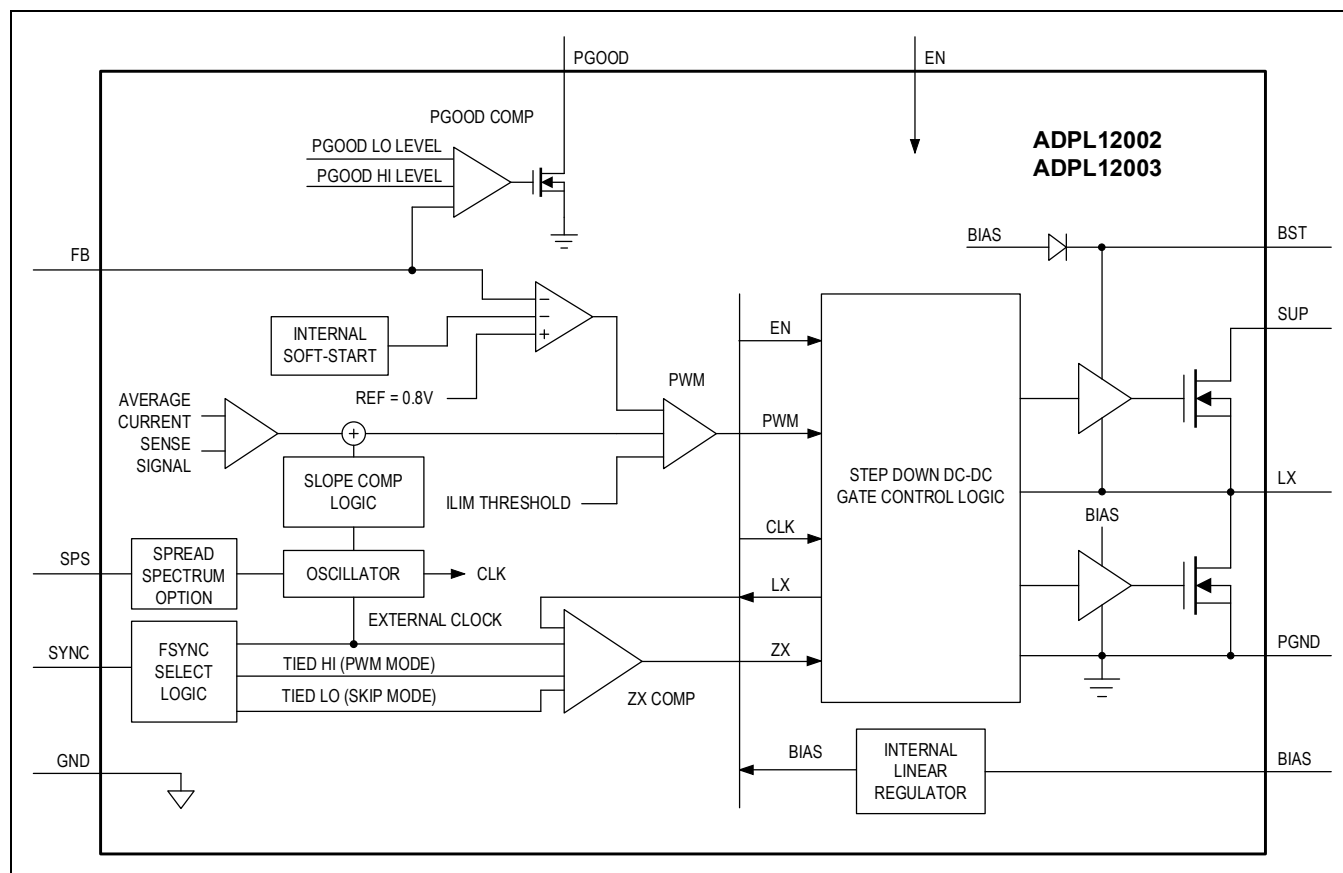 PGOOD
EN
PGOOD COMP
ADPL12002
ADPL12003
PGOOD LO LEVEL
PGOOD HI LEVEL
FB
BIAS
BST
SUP
INTERNAL
SOFT-START
−
−
+
REF = 0.8V
EN
AVERAGE
CURRENT
SENSE
SIGNAL
+
PWM
PWM
SLOPE COMP
LOGIC
ILIM THRESHOLD
STEP DOWN DC-DC
GATE CONTROL LOGIC
LX
BIAS
SPS
SPREAD
SPECTRUM
OPTION
OSCILLATOR
CLK
CLK
LX
EXTERNAL CLOCK
SYNC
FSYNC
SELECT
LOGIC
TIED HI (PWM MODE)
TIED LO (SKIP MODE)
ZX COMP
ZX
PGND
GND
BIAS
INTERNAL
LINEAR
REGULATOR
BIAS